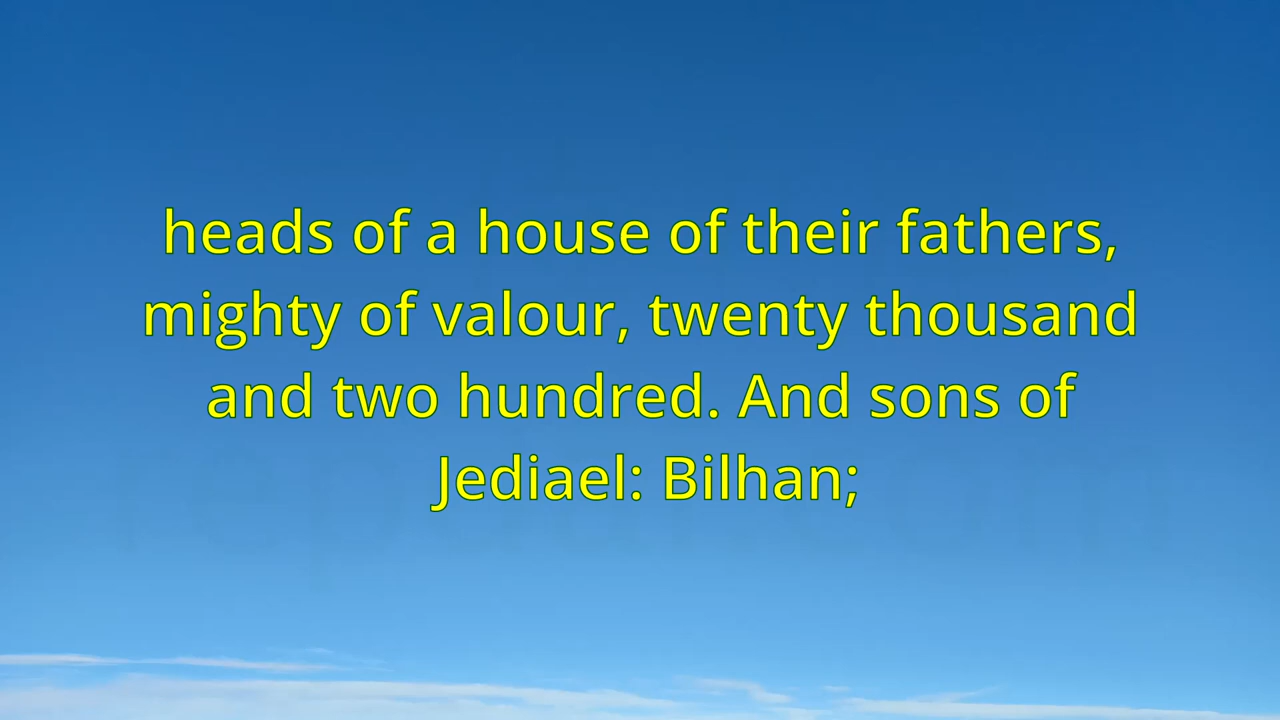 heads of a house of their fathers,
mighty of valour, twenty thousand
and two hundred. And sons of
Jediael: Bilhan;